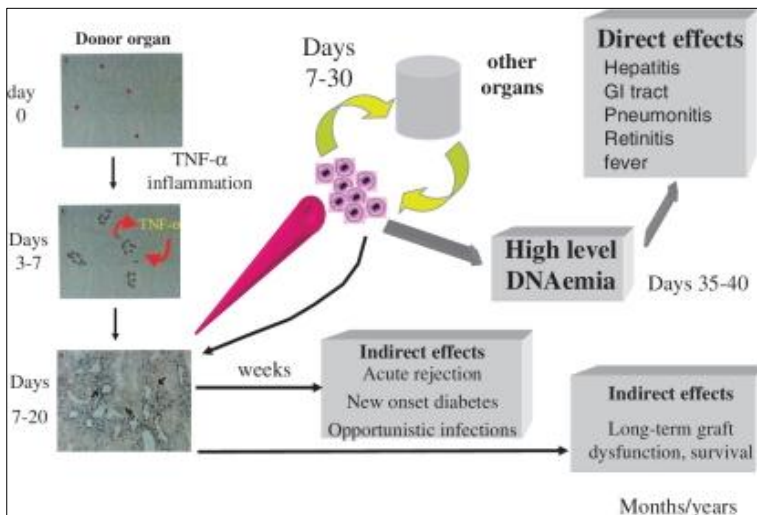 Donor organ
day
0
TNF-α
inflammation
Days
3-7
TNF-α
Days
7-20
Days
7-30
other
organs
Direct effects
Hepatitis
GI tract
Pneumonitis
Retinitis
fever
High level
DNAemia
Days 35-40
weeks
Indirect effects
Acute rejection
New onset diabetes
Opportunistic infections
Indirect effects
Long-term graft
dysfunction, survival
Months/years